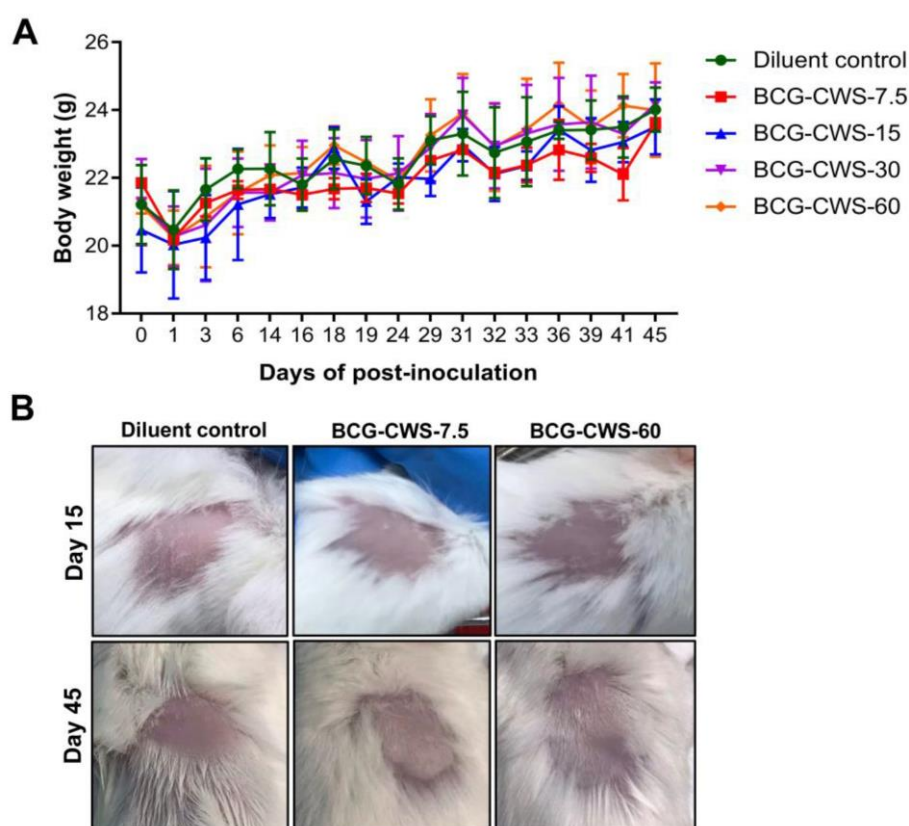 A
26
24
22
20
18
Body weight (g)
0 1 3 6 14 16 18 19 24 29 31 32 33 36 39 41 45
Days of post-inoculation
Diluent control
BCG-CWS-7.5
BCG-CWS-15
BCG-CWS-30
BCG-CWS-60
B
Diluent control BCG-CWS-7.5 BCG-CWS-60
Day 15
Day 45